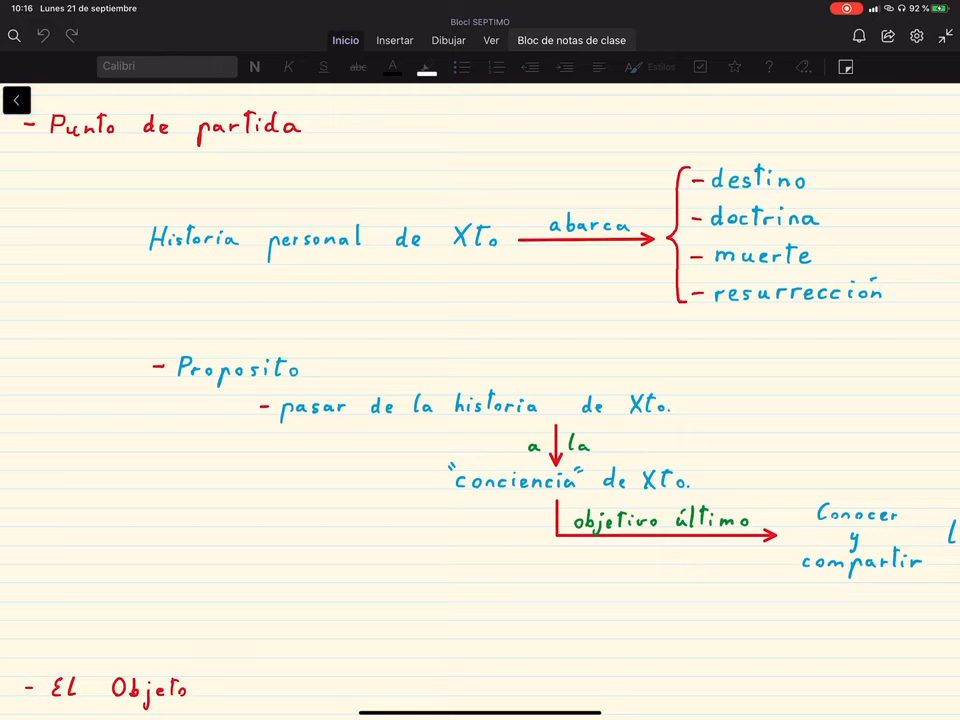 10:16 Lunes 21 de septiembre
92 %
Blocl SEPTIMO
Inicio Insertar Dibujar Ver Bloc de notas de clase
Calibri N K S abc A Estilos ?
- Punto de partida
- destino
Historia personal de Xto abarca - doctrina
- muerte
- resurrección
- Proposito
- pasar de la historia de Xto.
a la
"conciencia" de Xto.
objetivo último Conocer
y
compartir
- El Objeto